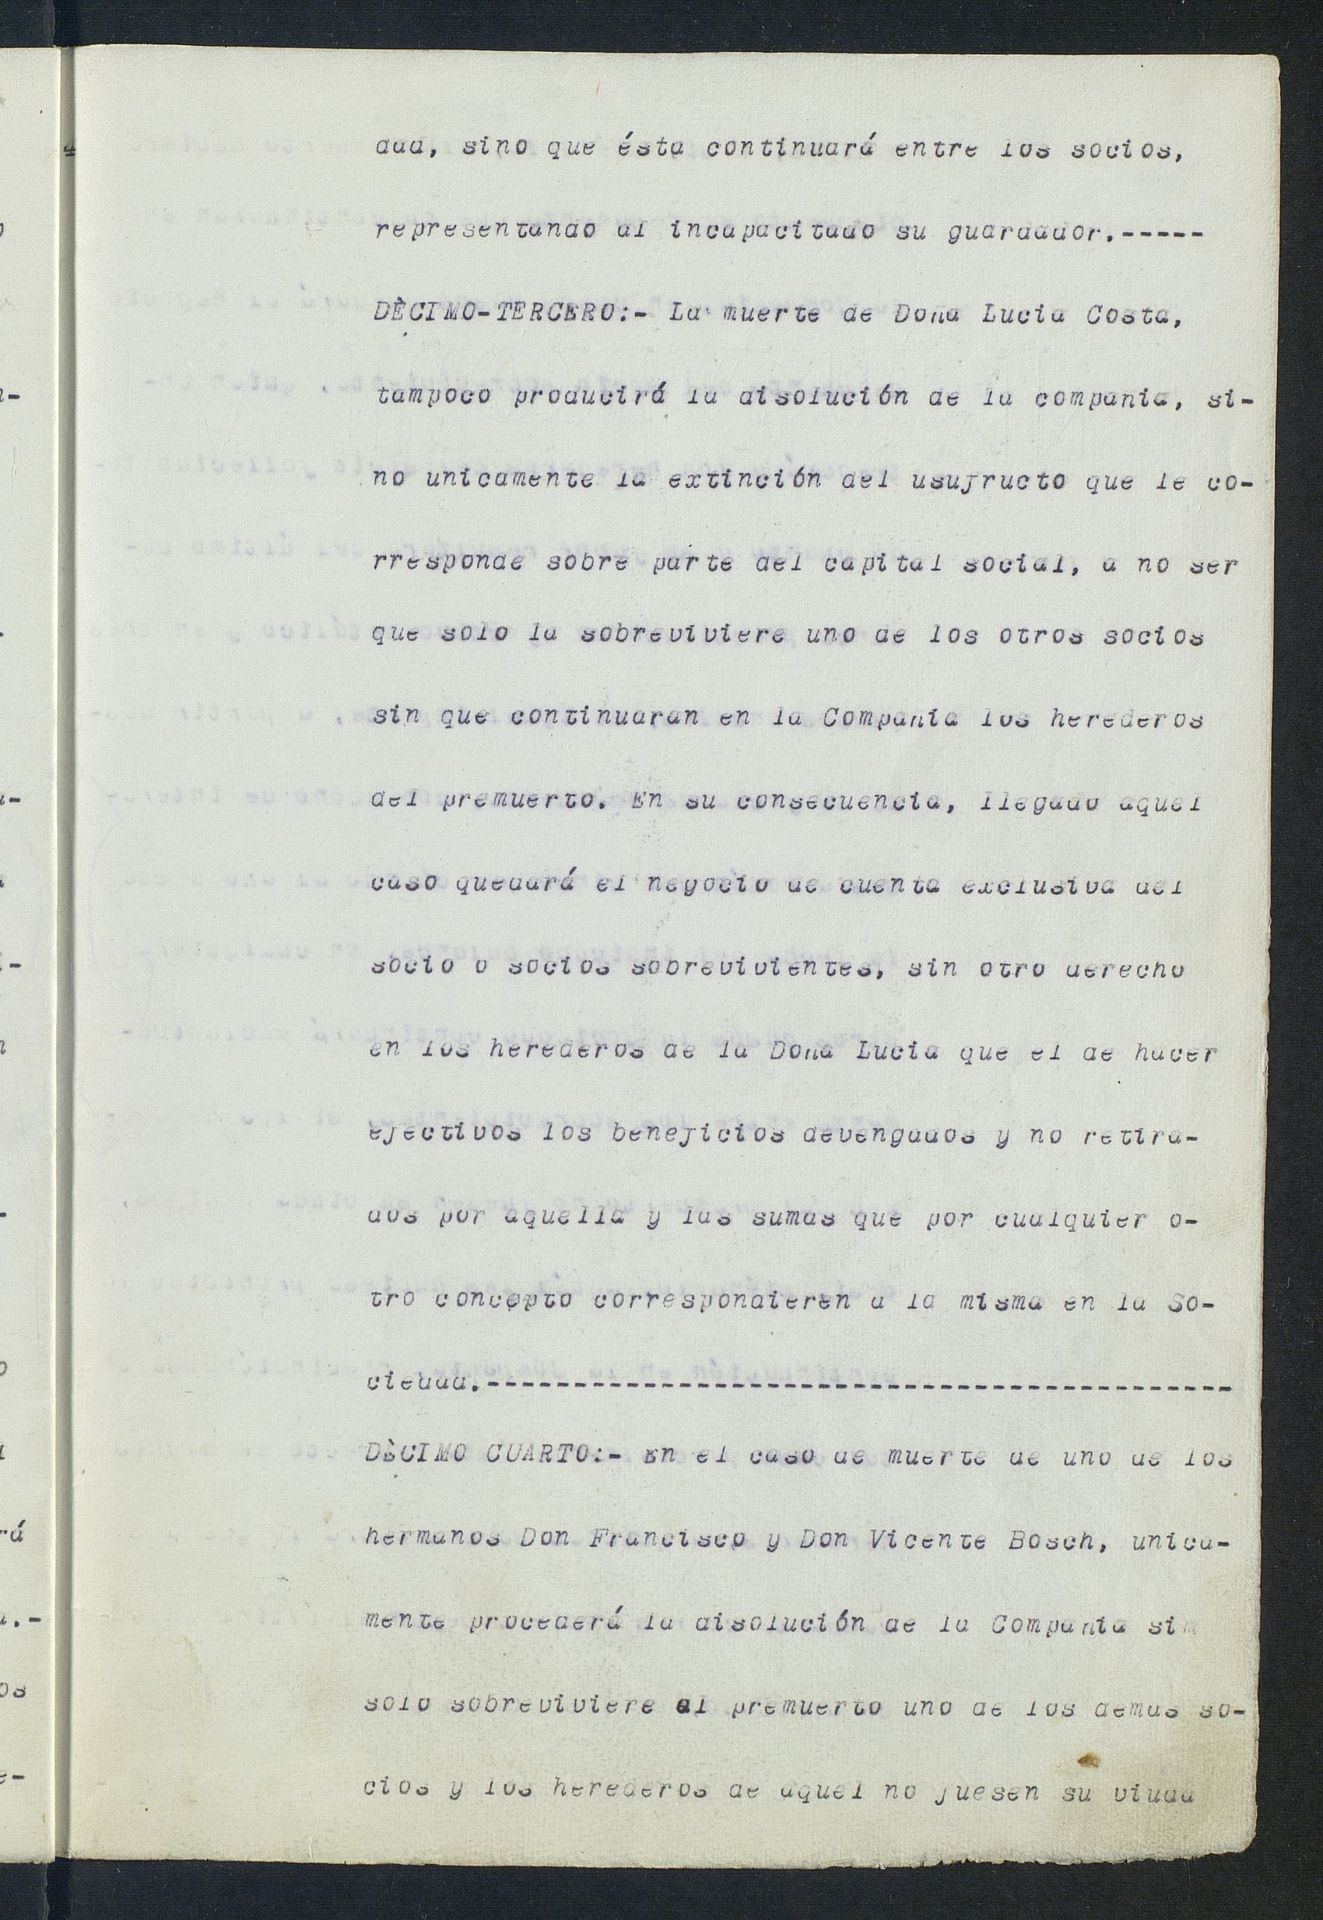 dad, sino que ésta continuará entre los socios,
representando al incapacitado su guardador.-----
DÈCIMO-TERCERO:- La muerte de Doña Lucia Costa,
tampoco producirá la disolución de la compañia, si-
no unicamente la extinción del usufructo que le co-
rresponde sobre parte del capital social, a no ser
que solo la sobreviviere uno de los otros socios
sin que continuaran en la Compañia los herederos
del premuerto. En su consecuencia, llegado aquel
caso quedará el negocio de cuenta exclusiva del
socio o socios sobrevivientes, sin otro derecho
en los herederos de la Doña Lucia que el de hacer
efectivos los beneficios devengados y no retira-
dos por aquella y las sumas que por cualquier o-
tro concepto correspondieren a la misma en la So-
ciedad.-------------------------------------------
DÈCIMO CUARTO:- En el caso de muerte de uno de los
hermanos Don Francisco y Don Vicente Bosch, unica-
mente procederá la disolución de la Compañia si
solo sobreviviere al premuerto uno de los demas so-
cios y los herederos de aquel no fuesen su viuda